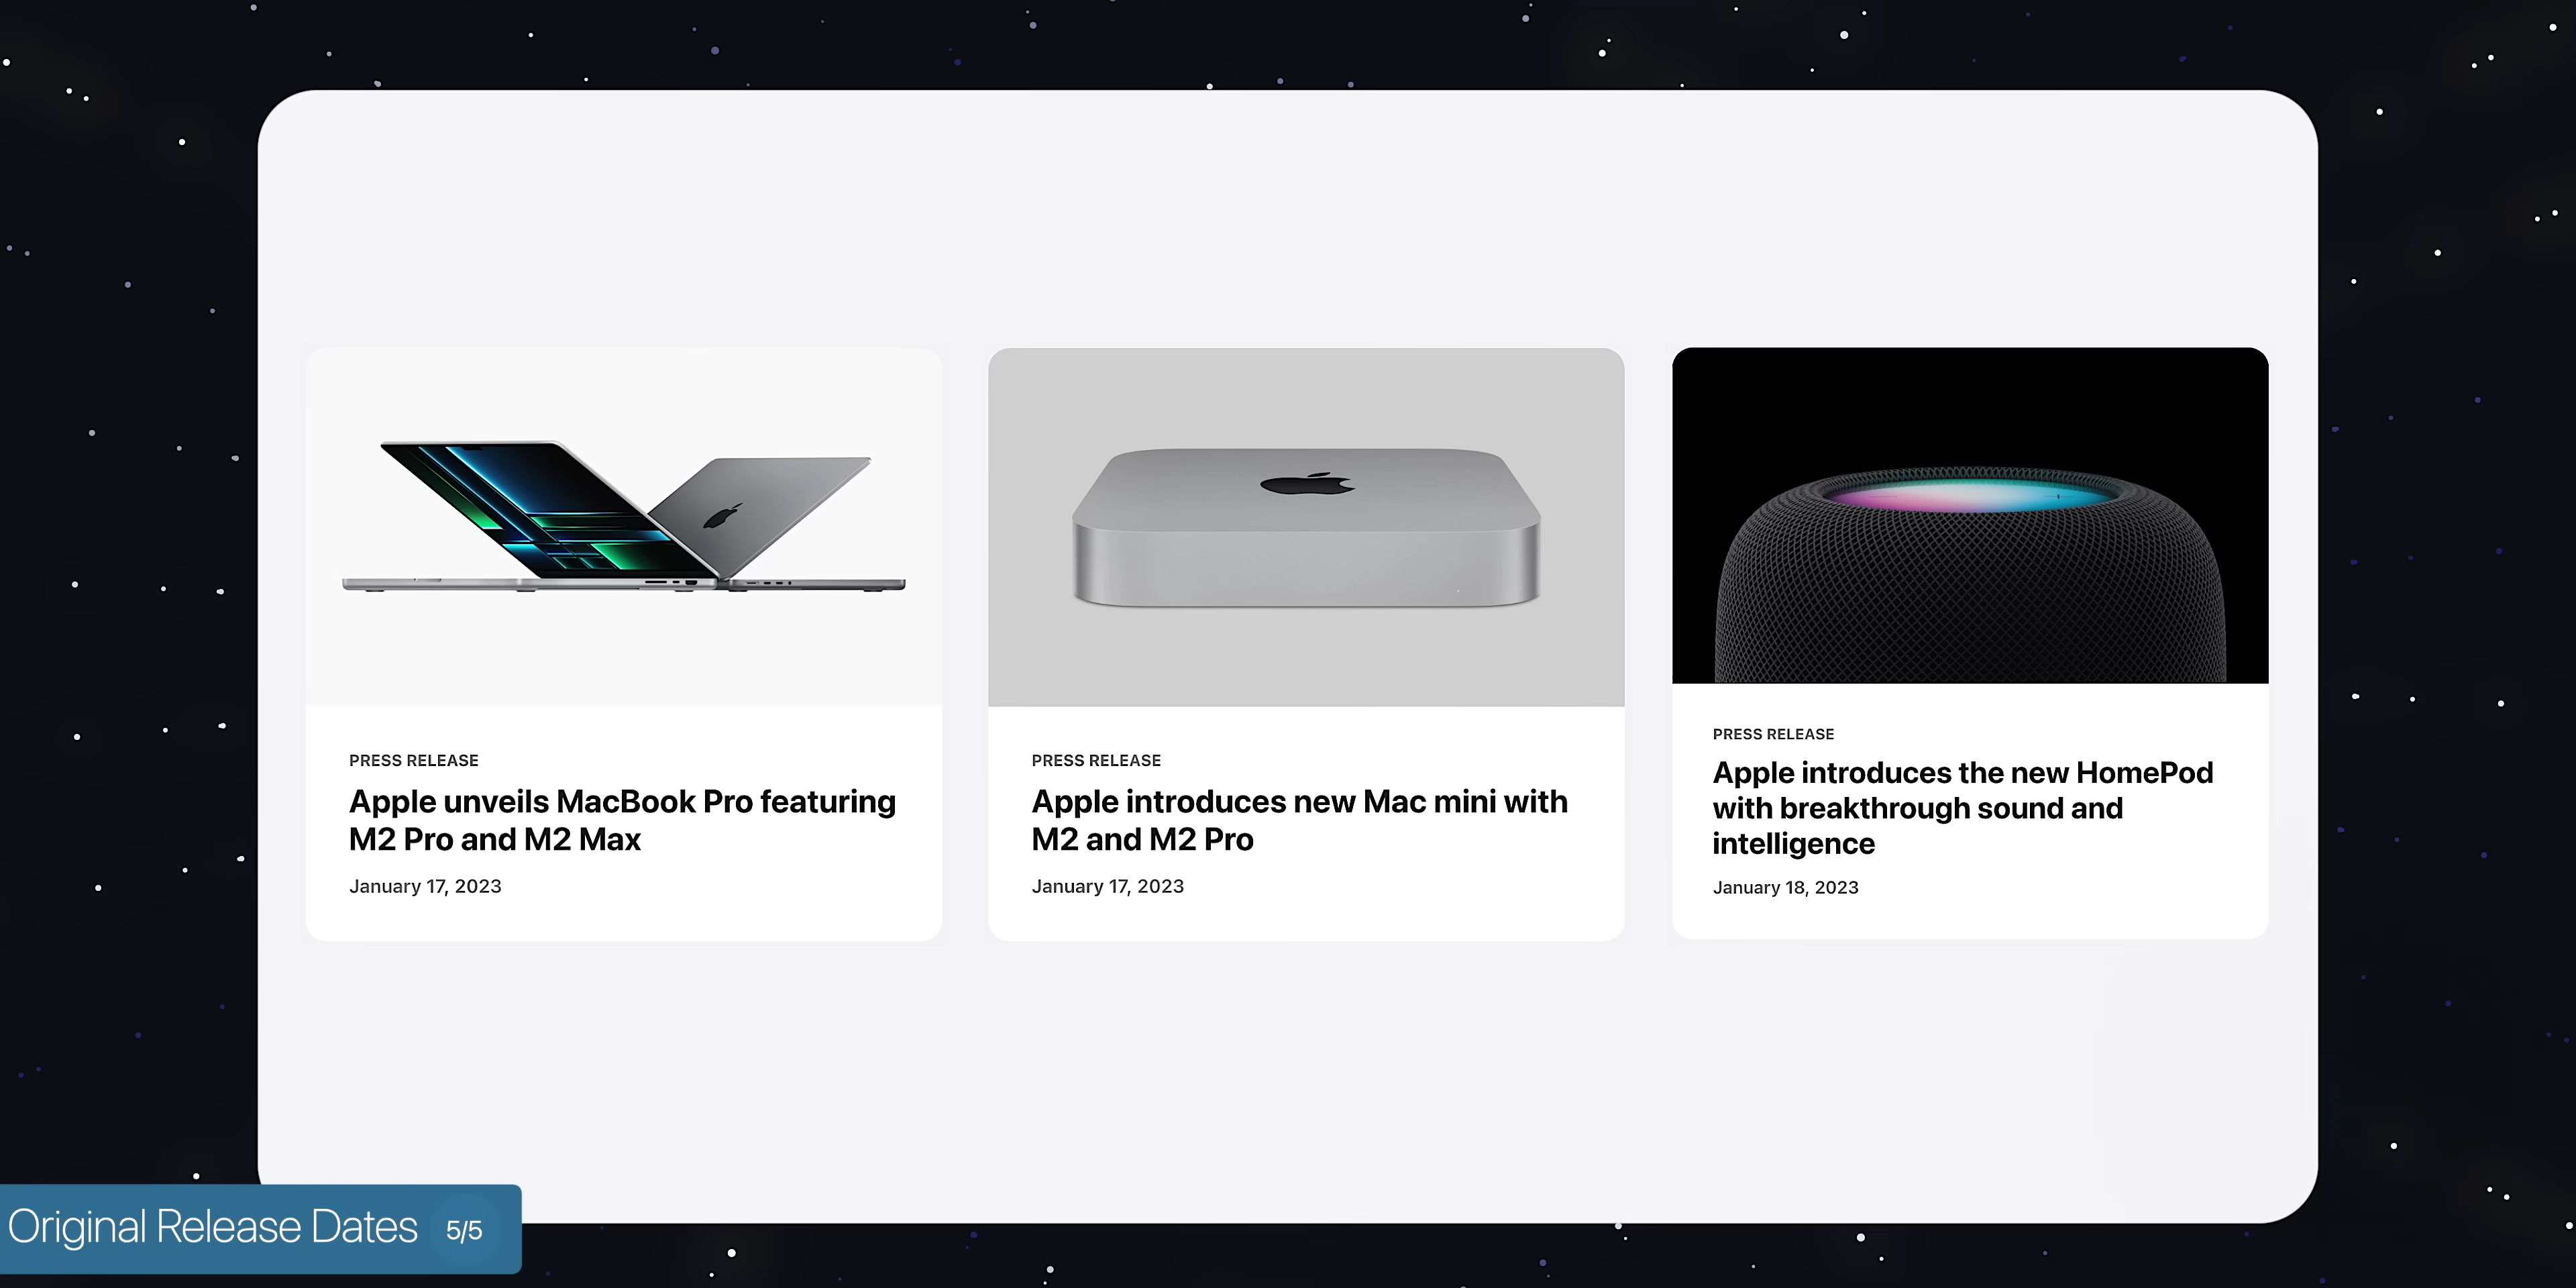 PRESS RELEASE
Apple unveils MacBook Pro featuring
M2 Pro and M2 Max
January 17, 2023
PRESS RELEASE
Apple introduces new Mac mini with
M2 and M2 Pro
January 17, 2023
PRESS RELEASE
Apple introduces the new HomePod
with breakthrough sound and
intelligence
January 18, 2023
Original Release Dates 5/5